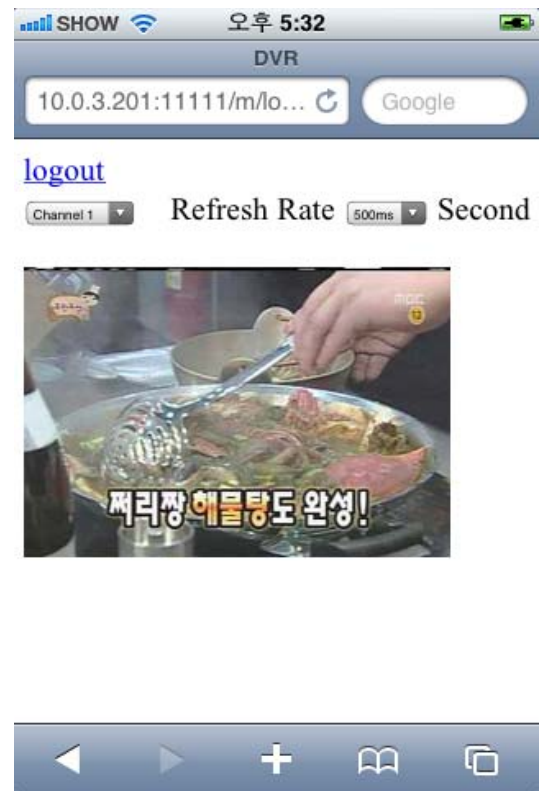 SHOW 오후 5:32
DVR
10.0.3.201:11111/m/lo... Google
logout
Channel 1 Refresh Rate 500ms Second
mbc
12
쩌리짱 해물탕도 완성!